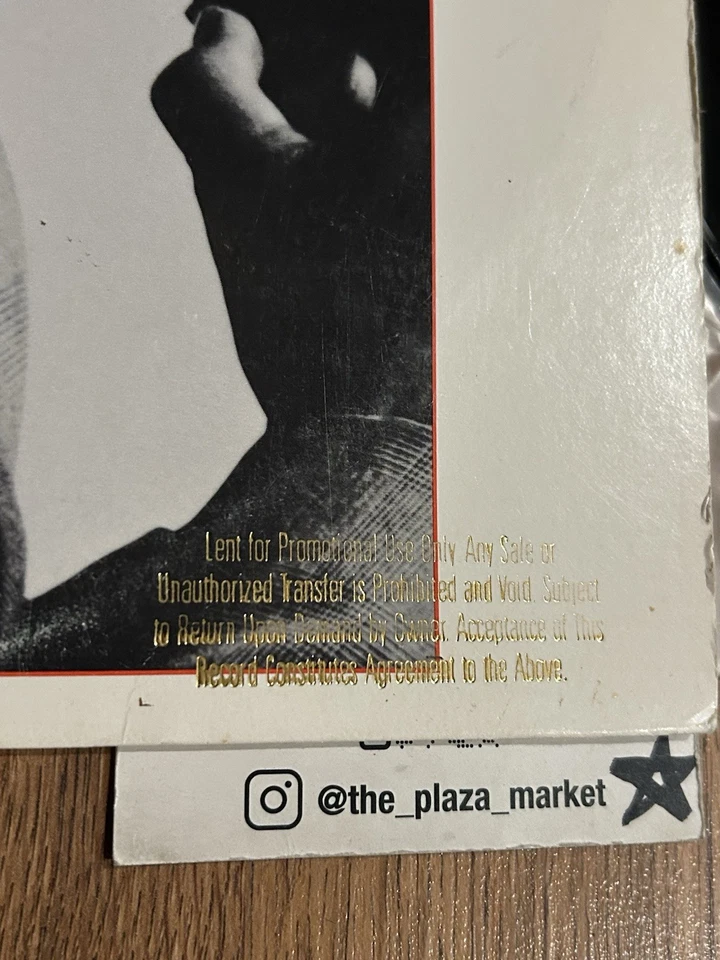 Lent for Promotional Use Only Any Sale or
Unauthorized Transfer is Prohibited and Void. Subject
to Return Upon Demand by Owner. Acceptance of This
Record Constitutes Agreement to the Above.
@the_plaza_market